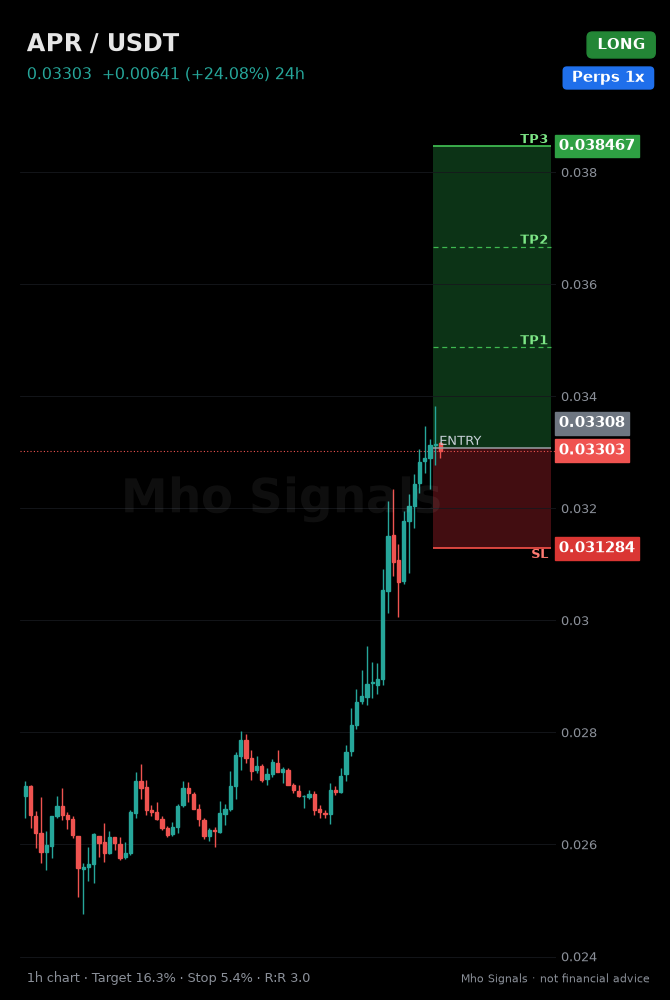 APR / USDT
LONG
0.03303 +0.00641 (+24.08%) 24h
Perps 1x
TP3
0.038467
0.038
TP2
0.036
TP1
0.034
0.03308
ENTRY
0.03303
Mho Signals
0.032
0.031284
SL
0.03
0.028
0.026
0.024
1h chart · Target 16.3% · Stop 5.4% · R:R 3.0
Mho Signals · not financial advice